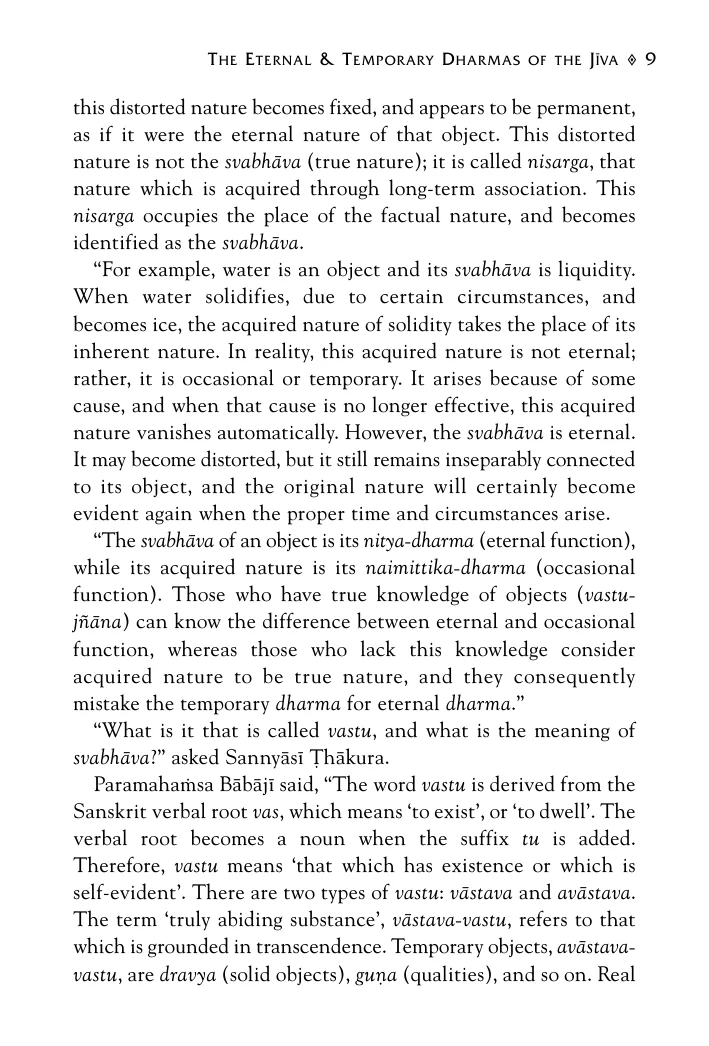 THE ETERNAL & TEMPORARY DHARMAS OF THE JĪVA ◊ 9
this distorted nature becomes fixed, and appears to be permanent,
as if it were the eternal nature of that object. This distorted
nature is not the svabhāva (true nature); it is called nisarga, that
nature which is acquired through long-term association. This
nisarga occupies the place of the factual nature, and becomes
identified as the svabhāva.
“For example, water is an object and its svabhāva is liquidity.
When water solidifies, due to certain circumstances, and
becomes ice, the acquired nature of solidity takes the place of its
inherent nature. In reality, this acquired nature is not eternal;
rather, it is occasional or temporary. It arises because of some
cause, and when that cause is no longer effective, this acquired
nature vanishes automatically. However, the svabhāva is eternal.
It may become distorted, but it still remains inseparably connected
to its object, and the original nature will certainly become
evident again when the proper time and circumstances arise.
“The svabhāva of an object is its nitya-dharma (eternal function),
while its acquired nature is its naimittika-dharma (occasional
function). Those who have true knowledge of objects (vastu-
jñāna) can know the difference between eternal and occasional
function, whereas those who lack this knowledge consider
acquired nature to be true nature, and they consequently
mistake the temporary dharma for eternal dharma.”
“What is it that is called vastu, and what is the meaning of
svabhāva?” asked Sannyāsī Ṭhākura.
Paramahaṁsa Bābājī said, “The word vastu is derived from the
Sanskrit verbal root vas, which means ‘to exist’, or ‘to dwell’. The
verbal root becomes a noun when the suffix tu is added.
Therefore, vastu means ‘that which has existence or which is
self-evident’. There are two types of vastu: vāstava and avāstava.
The term ‘truly abiding substance’, vāstava-vastu, refers to that
which is grounded in transcendence. Temporary objects, avāstava-
vastu, are dravya (solid objects), guṇa (qualities), and so on. Real